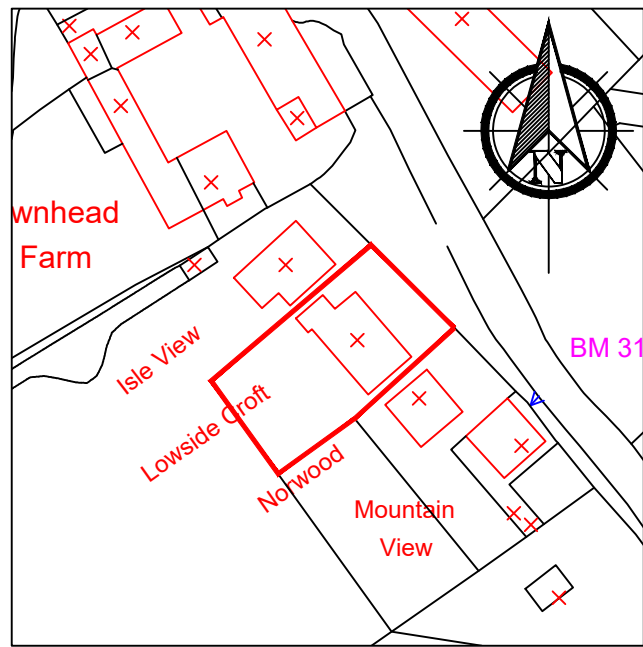 wnhead
Farm
N
BM 31
Isle View
Lowside Croft
Norwood
Mountain
View